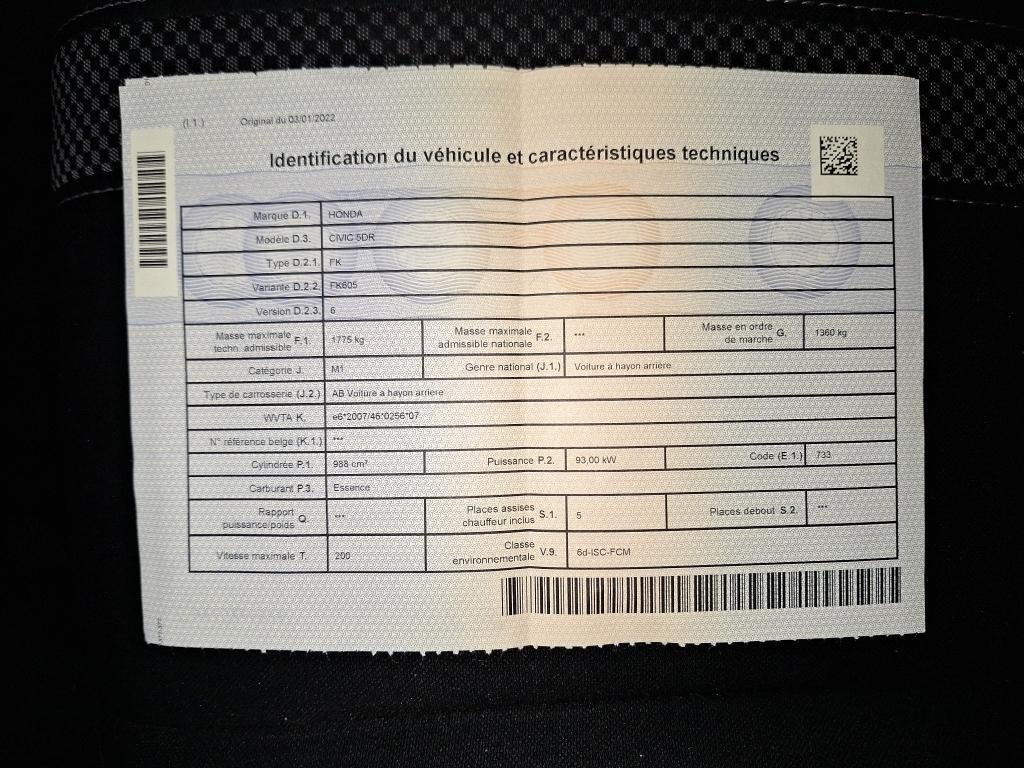 (I.1.) Original du 03/01/2022
Identification du véhicule et caractéristiques techniques
Marque D.1. HONDA
Modèle D.3. CIVIC 5DR
Type D.2.1. FK
Variante D.2.2. FK605
Version D.2.3. 6
Masse maximale techn. admissible F.1. 1775 kg Masse maximale admissible nationale F.2. *** Masse en ordre de marche G. 1360 kg
Catégorie J. M1 Genre national (J.1.) Voiture à hayon arrière
Type de carrosserie (J.2.) AB Voiture à hayon arrière
WVTA K. e6*2007/46*0256*07
N° référence belge (K.1.) ***
Cylindrée P.1. 988 cm³ Puissance P.2. 93,00 kW Code (E.1.) 733
Carburant P.3. Essence
Rapport puissance/poids Q. *** Places assises chauffeur inclus S.1. 5 Places debout S.2. ***
Vitesse maximale T. 200 Classe environnementale V.9. 6d-ISC-FCM